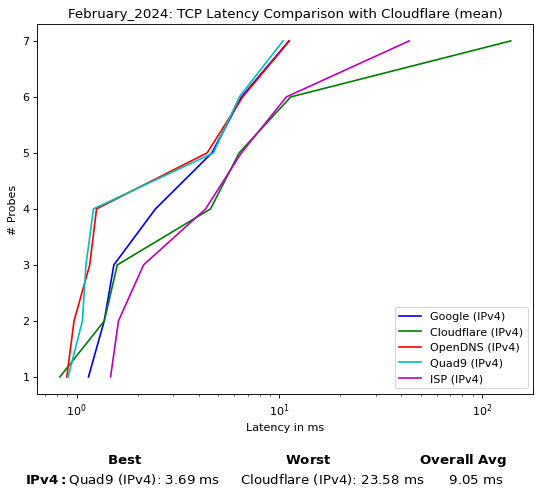 February_2024: TCP Latency Comparison with Cloudflare (mean)
7
6
5
4
3
2
1
# Probes
Google (IPv4)
Cloudflare (IPv4)
OpenDNS (IPv4)
Quad9 (IPv4)
ISP (IPv4)
10⁰ 10¹ 10²
Latency in ms
Best Worst Overall Avg
IPv4: Quad9 (IPv4): 3.69 ms Cloudflare (IPv4): 23.58 ms 9.05 ms